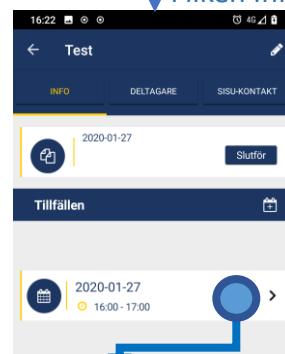 16:22 4G
Test
INFO DELTAGARE SISU-KONTAKT
2020-01-27
Slutför
Tillfällen
2020-01-27
16:00 - 17:00